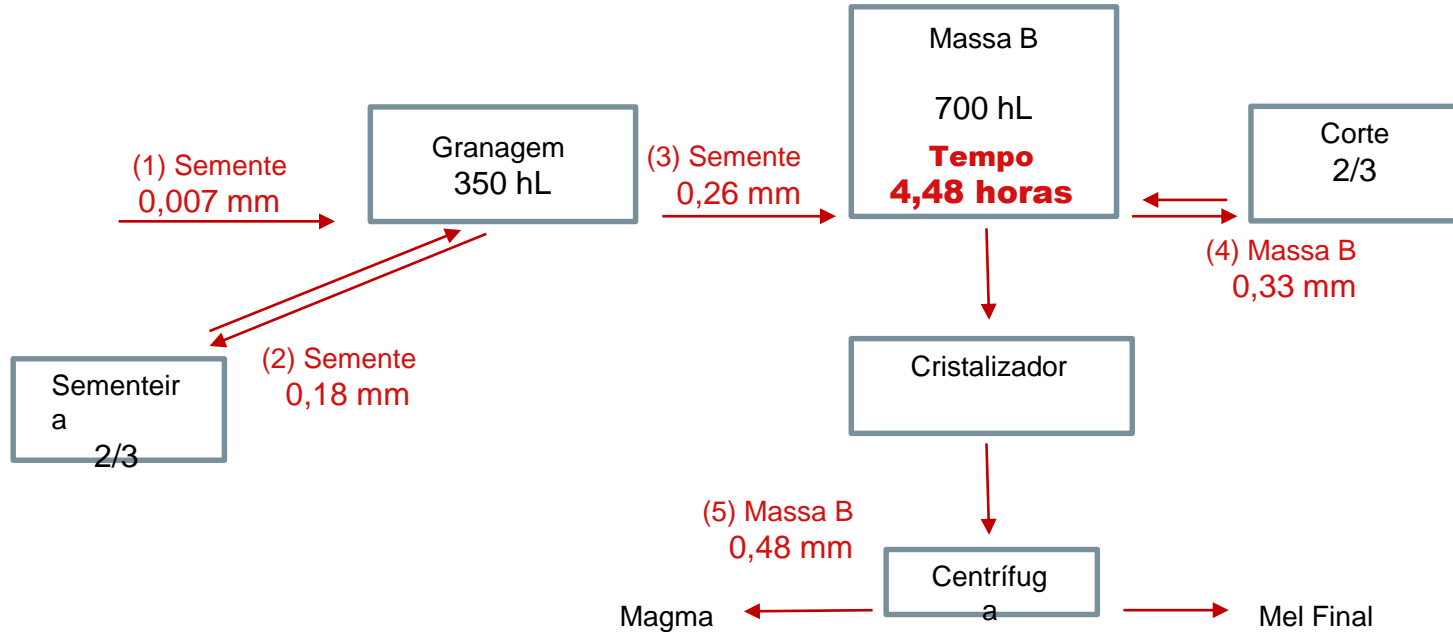 Massa B
700 hL
Tempo
4,48 horas
Corte
2/3
Granagem
350 hL
(1) Semente
0,007 mm
(3) Semente
0,26 mm
(4) Massa B
0,33 mm
(2) Semente
0,18 mm
Sementeir
a
2/3
Cristalizador
(5) Massa B
0,48 mm
Centrífug
a
Magma
Mel Final